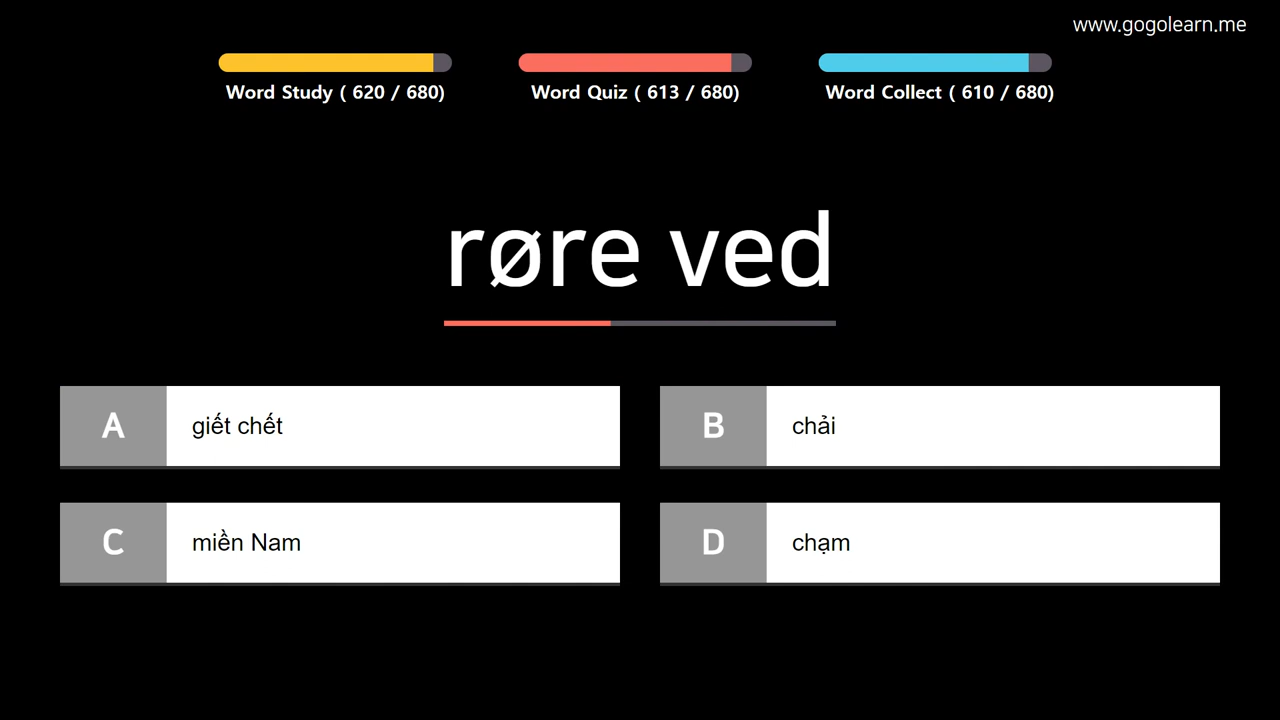 www.gogolearn.me
Word Study ( 620 / 680)
Word Quiz ( 613 / 680)
Word Collect ( 610 / 680)
røre ved
A giết chết
B chải
C miền Nam
D chạm